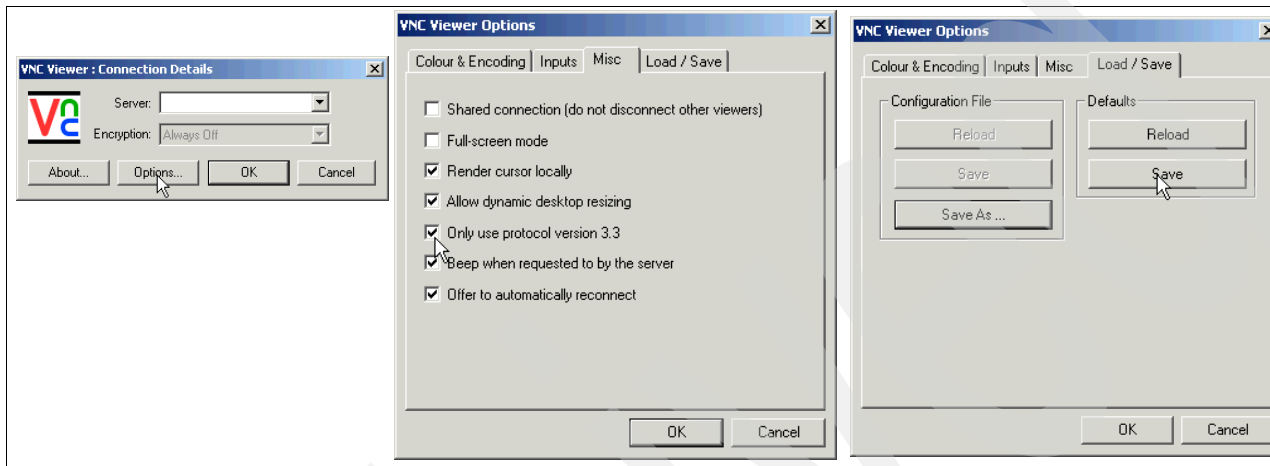 VNC Viewer : Connection Details
VNC
Server:
Encryption: Always Off
About... Options... OK Cancel
VNC Viewer Options
Colour & Encoding Inputs Misc Load / Save
Shared connection (do not disconnect other viewers)
Full-screen mode
Render cursor locally
Allow dynamic desktop resizing
Only use protocol version 3.3
Beep when requested to by the server
Offer to automatically reconnect
OK Cancel
VNC Viewer Options
Colour & Encoding Inputs Misc Load / Save
Configuration File Defaults
Reload Reload
Save Save
Save As ...
OK Cancel